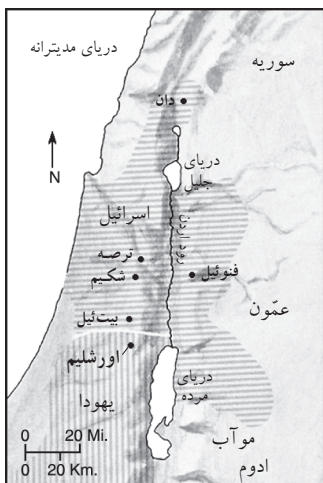 دریای مدیترانه
سوریه
دان
N
دریای
جلیل
اسرائیل
رود اردن
ترصه
شکیم
فنوئیل
عمّون
بیت‌ئیل
اورشلیم
دریای
مرده
یهودا
موآب
ادوم
0 20 Mi.
0 20 Km.